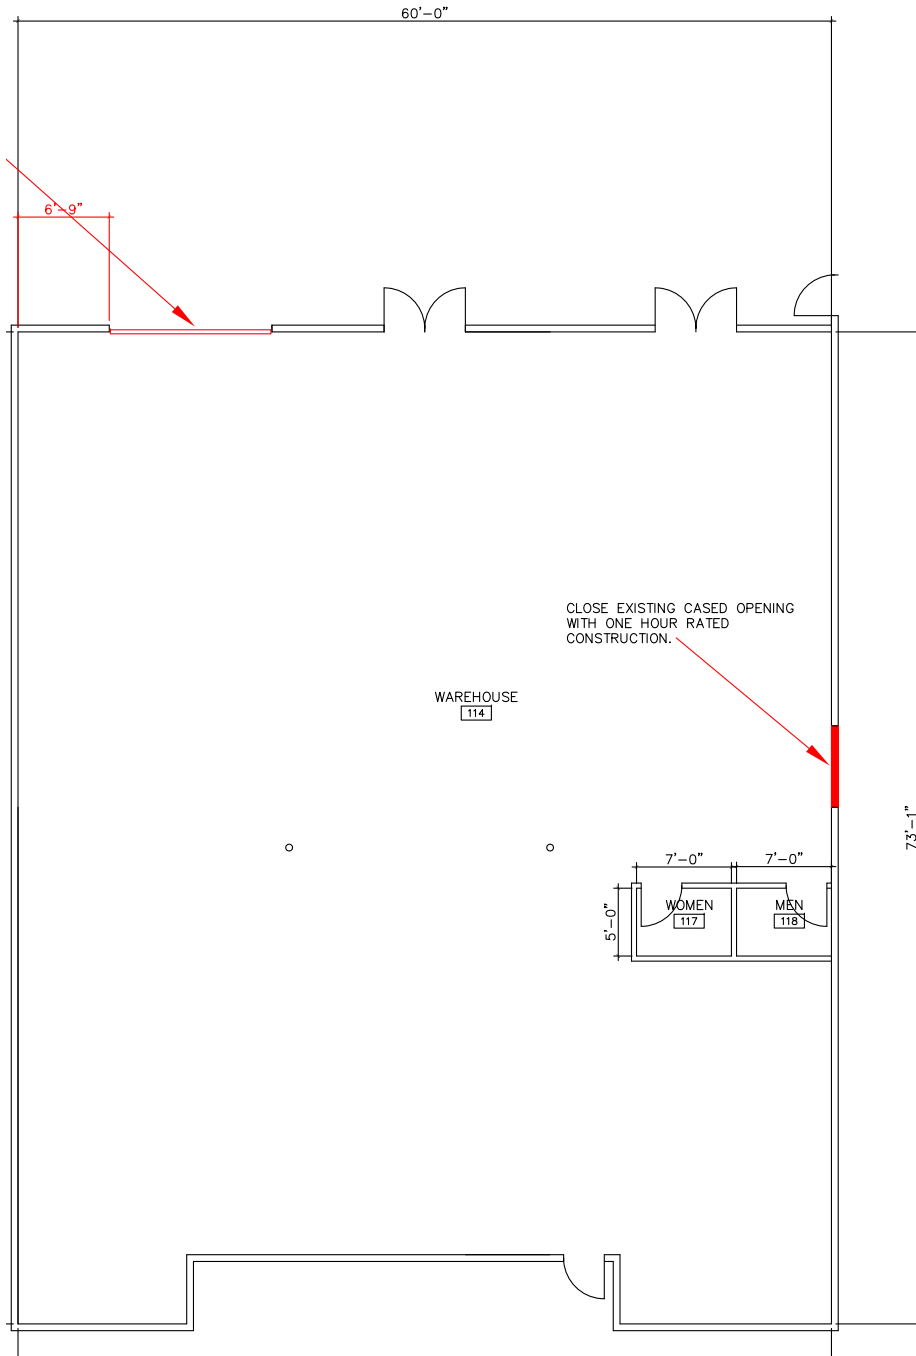 60'-0"
6'-9"
CLOSE EXISTING CASED OPENING
WITH ONE HOUR RATED
CONSTRUCTION.
WAREHOUSE
114
73'-1"
7'-0"
7'-0"
5'-0"
WOMEN
117
MEN
118